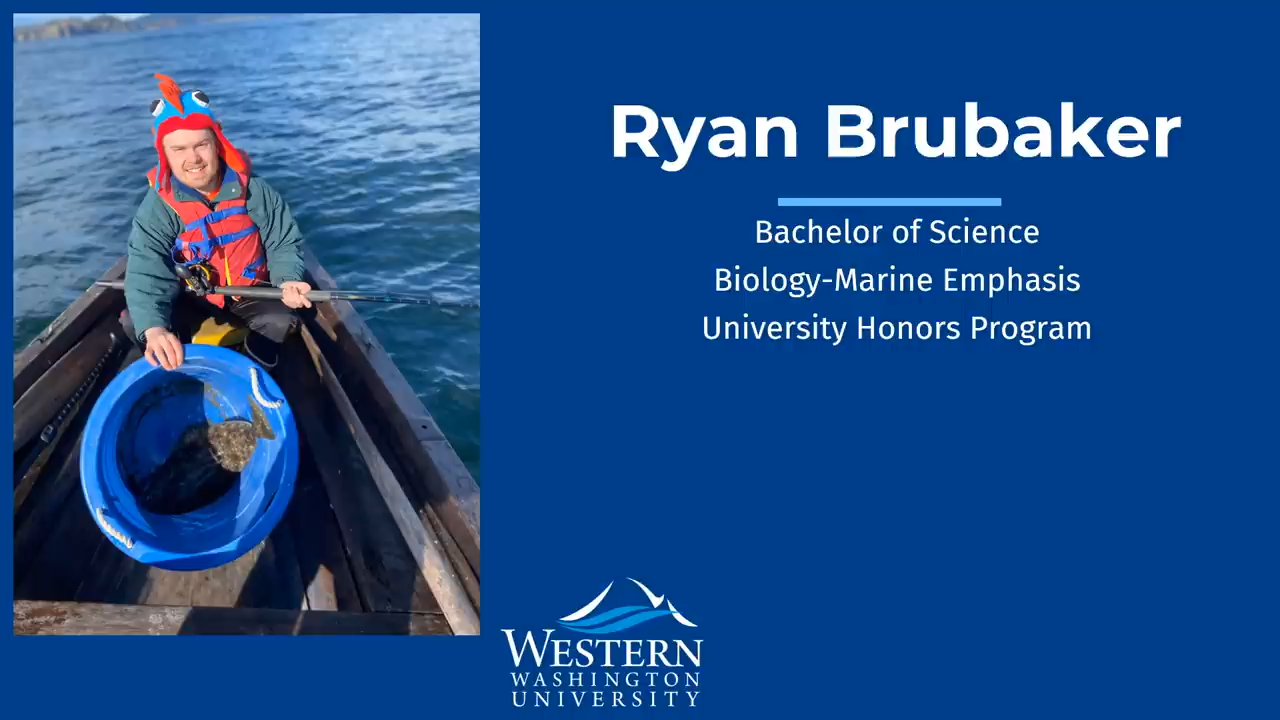 Ryan Brubaker
Bachelor of Science
Biology-Marine Emphasis
University Honors Program
WESTERN
WASHINGTON
UNIVERSITY